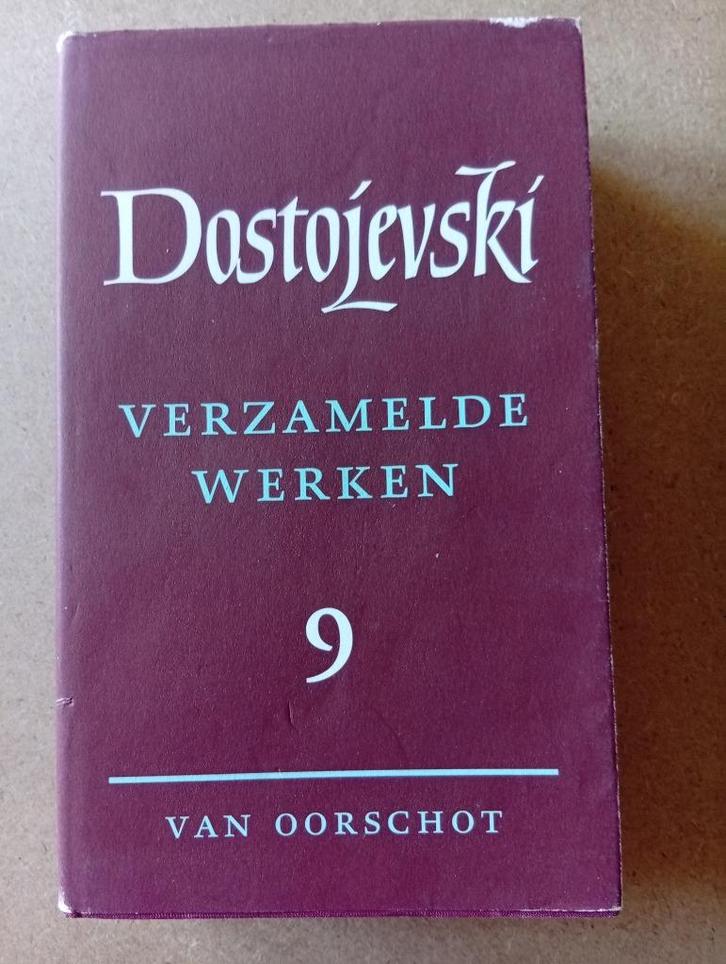 Dostojevski
VERZAMELDE
WERKEN
9
VAN OORSCHOT